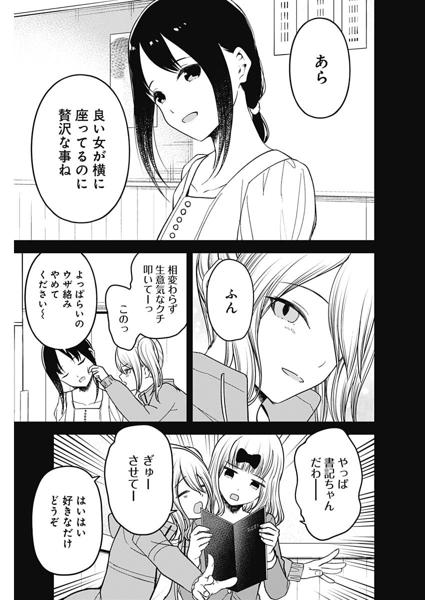 あら
良い女が横に
座ってるのに
贅沢な事ね
ふん
相変わらず
生意気なクチ
叩いてーっ
このっ
よっぱらいの
ウザ絡み
やめて
ください〜
やっぱ
書記ちゃん
だわー
ぎゅー
させてー
はいはい
好きなだけ
どうぞ